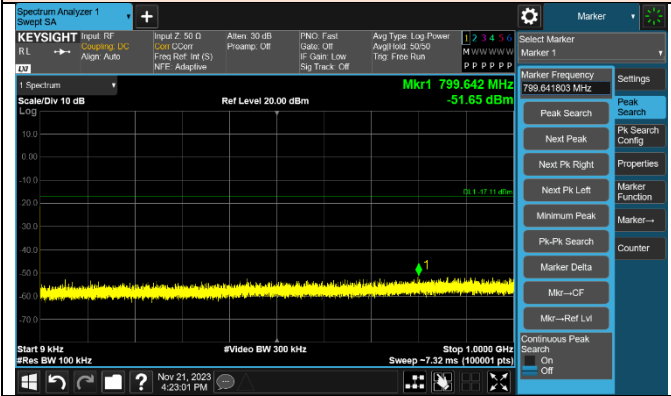 Spectrum Analyzer 1
Swept SA
+
Marker
KEYSIGHT
RL
LXI
Input: RF
Coupling: DC
Align: Auto
Input Z: 50 Ω
Corr CCorr
Freq Ref: Int (S)
NFE: Adaptive
Atten: 30 dB
Preamp: Off
PNO: Fast
Gate: Off
IF Gain: Low
Sig Track: Off
Avg Type: Log-Power
Avg|Hold: 50/50
Trig: Free Run
1 2 3 4 5 6
M W W W W W
P P P P P P
Select Marker
Marker 1
1 Spectrum
Scale/Div 10 dB
Log
Ref Level 20.00 dBm
Mkr1 799.642 MHz
-51.65 dBm
10.0
0.00
-10.0
20.0
-30.0
-40.0
-50.0
-60.0
-70.0
DL1 -17.11 dBm
1
Start 9 kHz
#Res BW 100 kHz
#Video BW 300 kHz
Stop 1.0000 GHz
Sweep ~7.32 ms (100001 pts)
Marker Frequency
799.641803 MHz
Peak Search
Next Peak
Next Pk Right
Next Pk Left
Minimum Peak
Pk-Pk Search
Marker Delta
Mkr→CF
Mkr→Ref Lvl
Continuous Peak
Search
On
Off
Settings
Peak
Search
Pk Search
Config
Properties
Marker
Function
Marker→
Counter
?
Nov 21, 2023
4:23:01 PM